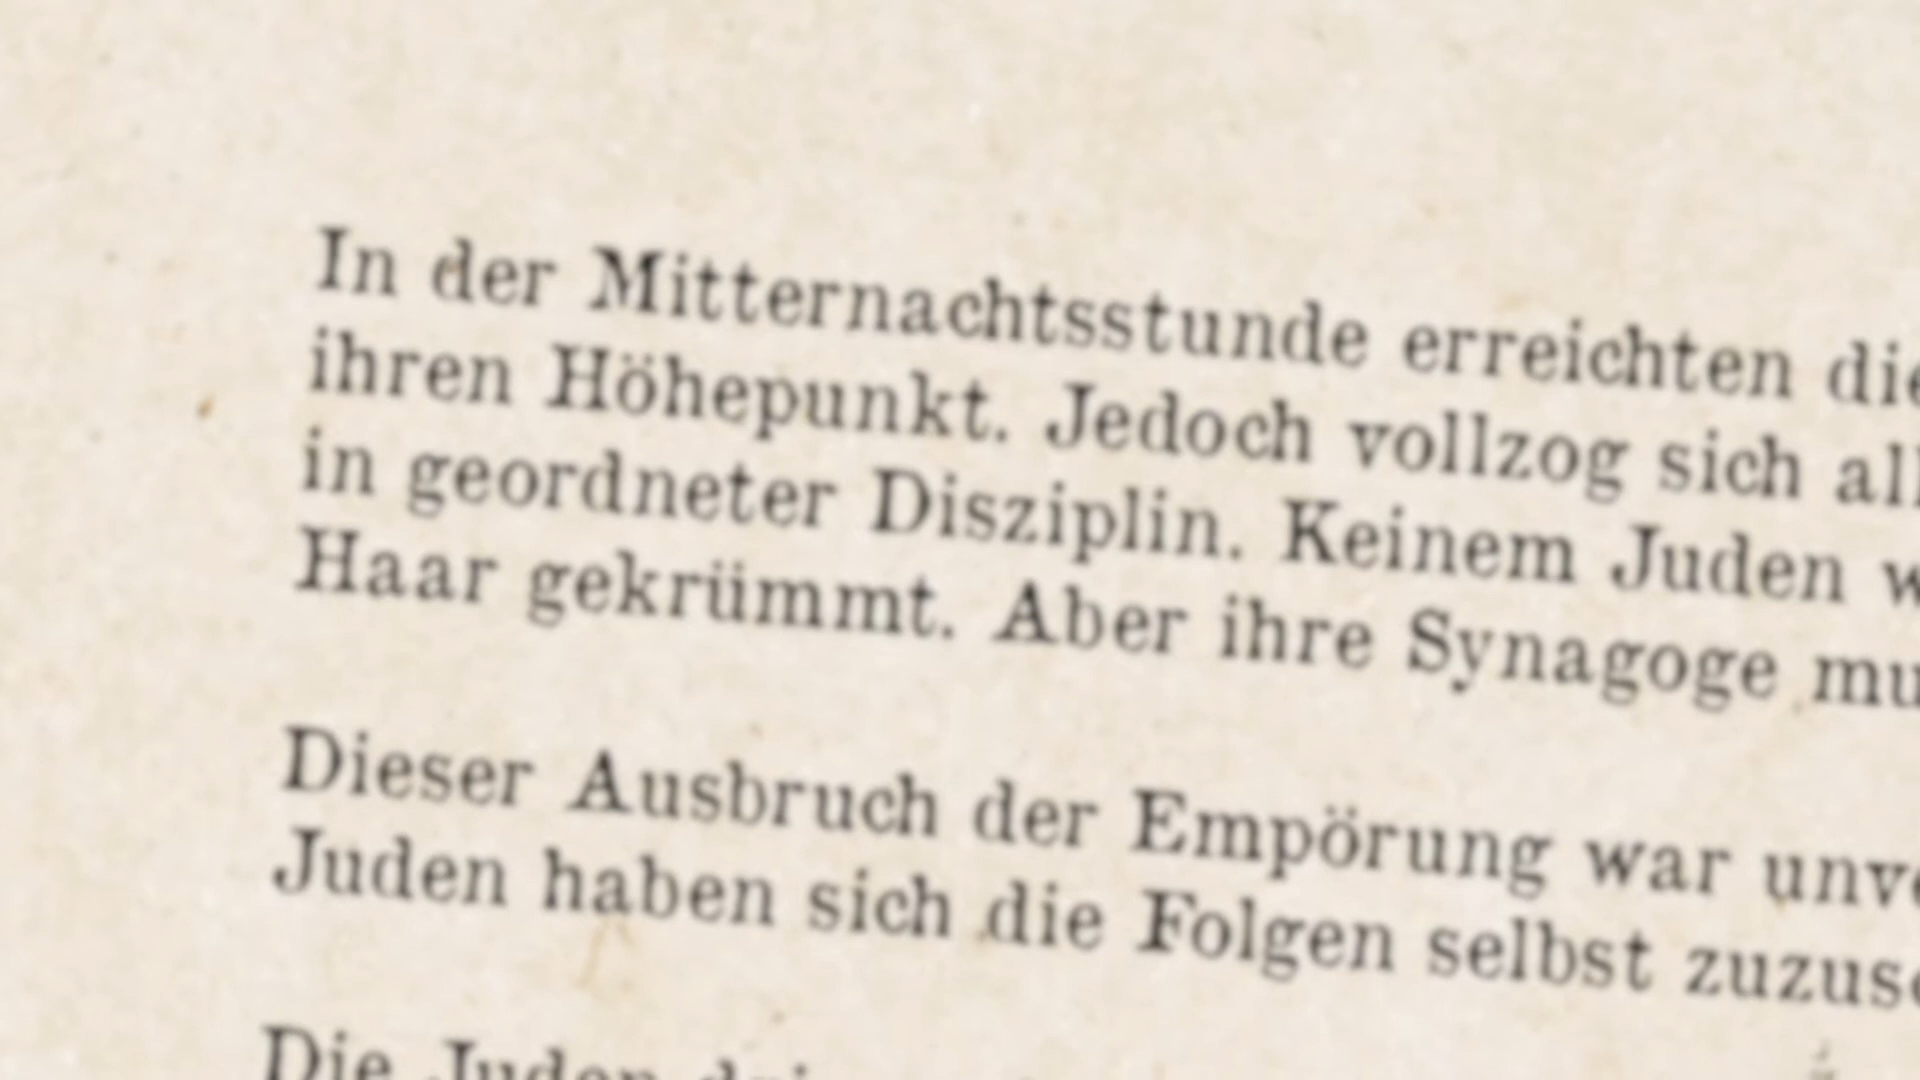 In der Mitternachtsstunde erreichten die
ihren Höhepunkt. Jedoch vollzog sich all
in geordneter Disziplin. Keinem Juden w
Haar gekrümmt. Aber ihre Synagoge mu
Dieser Ausbruch der Empörung war unve
Juden haben sich die Folgen selbst zuzus
Die Juden